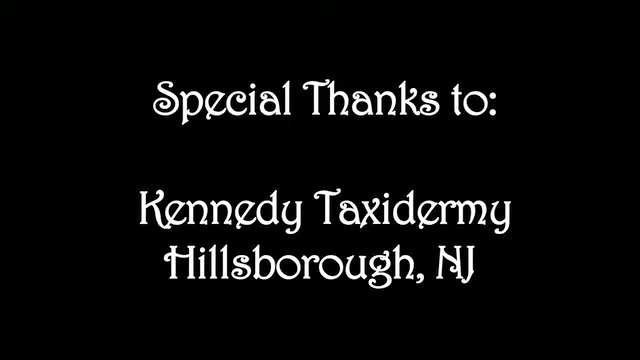 Special Thanks to:
Kennedy Taxidermy
Hillsborough, NJ